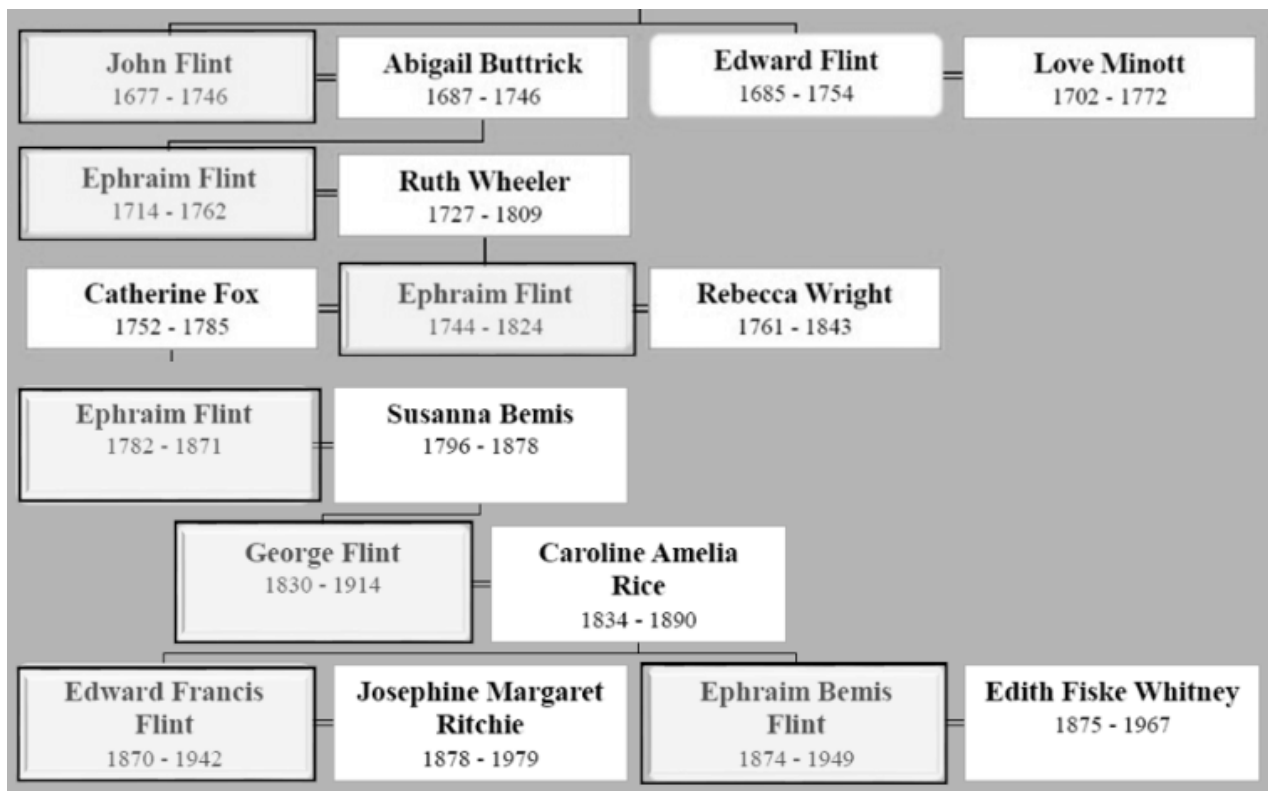 John Flint
1677 - 1746
Abigail Buttrick
1687 - 1746
Edward Flint
1685 - 1754
Love Minott
1702 - 1772
Ephraim Flint
1714 - 1762
Ruth Wheeler
1727 - 1809
Catherine Fox
1752 - 1785
Ephraim Flint
1744 - 1824
Rebecca Wright
1761 - 1843
Ephraim Flint
1782 - 1871
Susanna Bemis
1796 - 1878
George Flint
1830 - 1914
Caroline Amelia
Rice
1834 - 1890
Edward Francis
Flint
1870 - 1942
Josephine Margaret
Ritchie
1878 - 1979
Ephraim Bemis
Flint
1874 - 1949
Edith Fiske Whitney
1875 - 1967